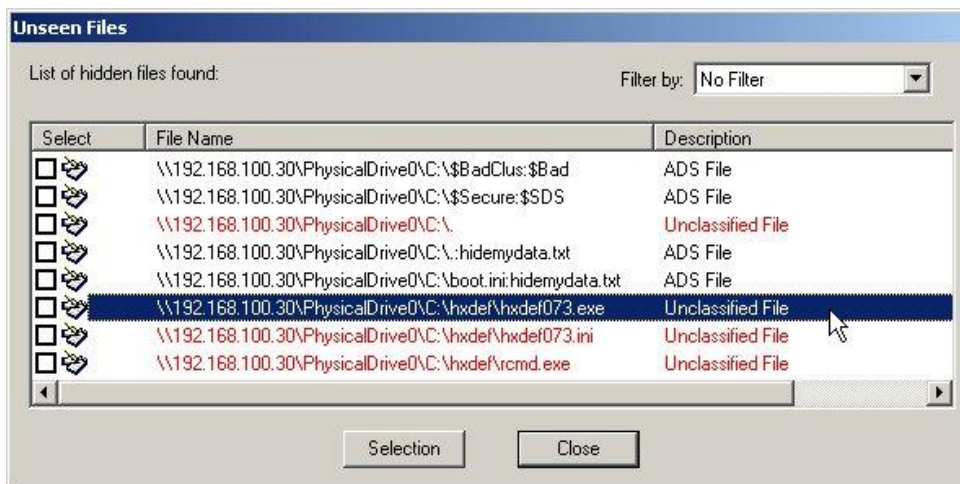 Unseen Files
List of hidden files found:
Filter by: No Filter
Select File Name Description
\\192.168.100.30\PhysicalDrive0\C:\$BadClus:$Bad ADS File
\\192.168.100.30\PhysicalDrive0\C:\$Secure:$SDS ADS File
\\192.168.100.30\PhysicalDrive0\C:\. Unclassified File
\\192.168.100.30\PhysicalDrive0\C:\.:hidemydata.txt ADS File
\\192.168.100.30\PhysicalDrive0\C:\boot.ini:hidemydata.txt ADS File
\\192.168.100.30\PhysicalDrive0\C:\hxdef\hxdef073.exe Unclassified File
\\192.168.100.30\PhysicalDrive0\C:\hxdef\hxdef073.ini Unclassified File
\\192.168.100.30\PhysicalDrive0\C:\hxdef\rcmd.exe Unclassified File
Selection Close